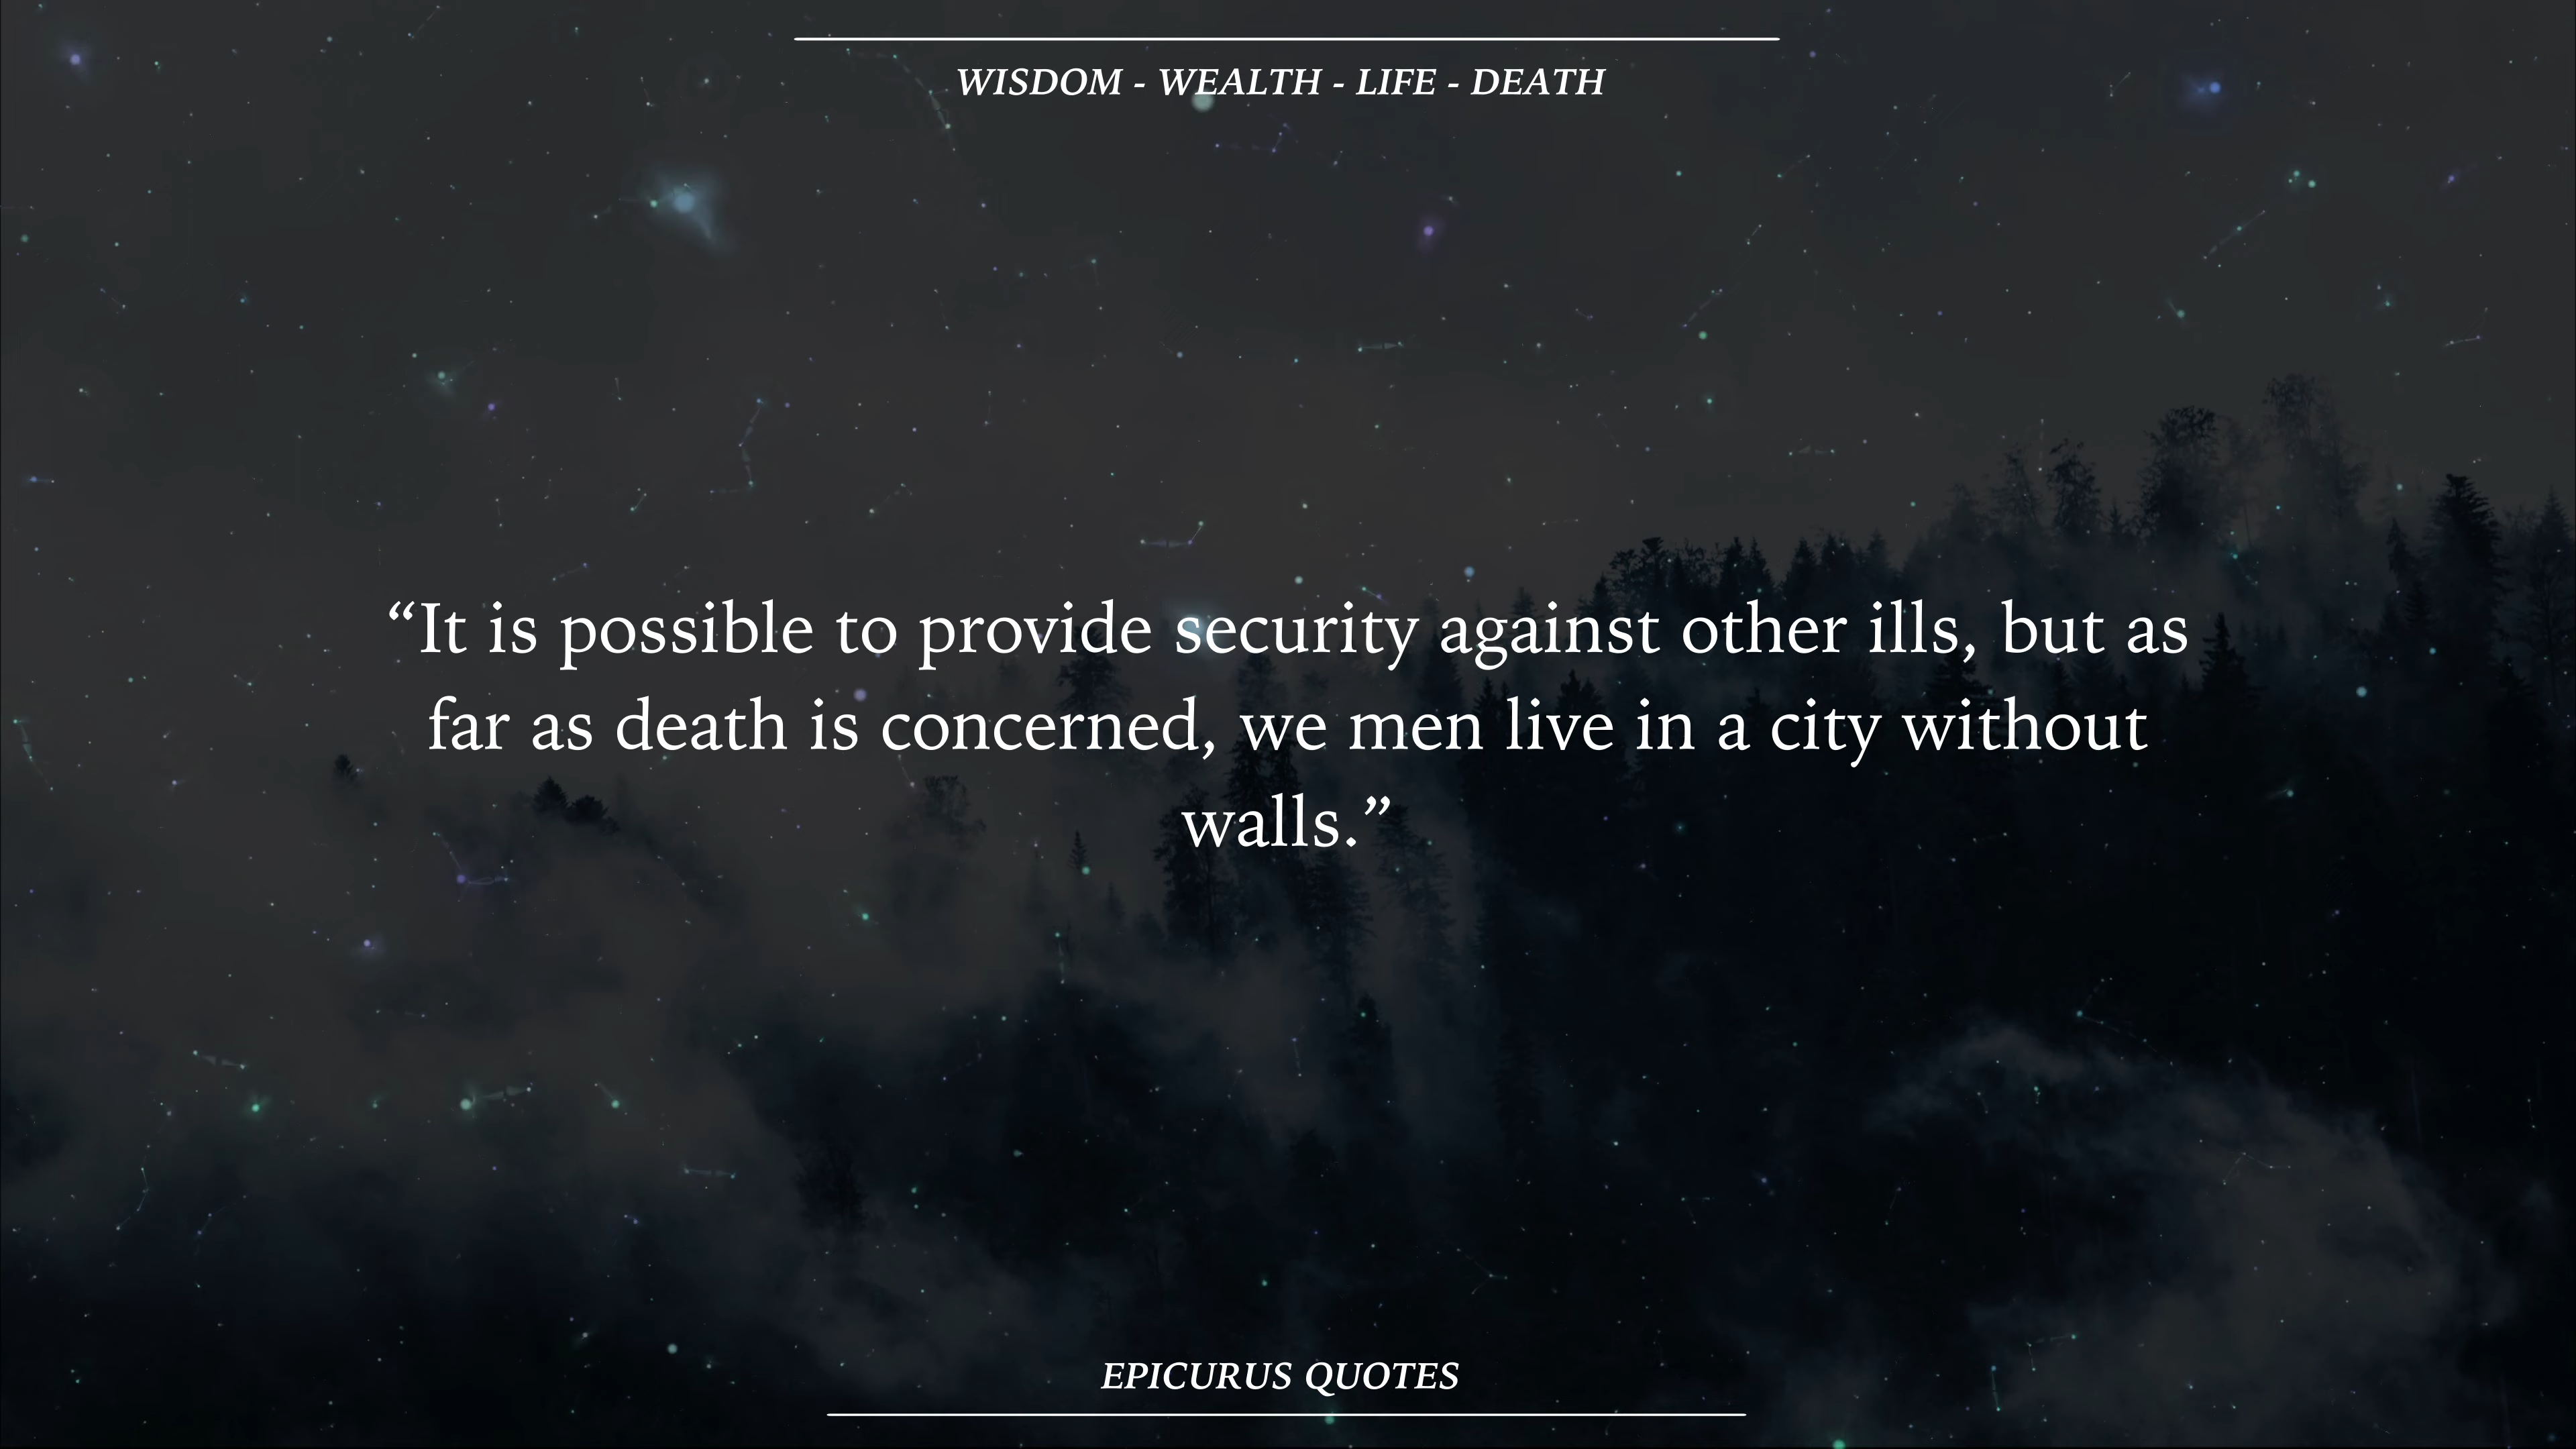 WISDOM - WEALTH - LIFE - DEATH
“It is possible to provide security against other ills, but as
far as death is concerned, we men live in a city without
walls.”
EPICURUS QUOTES